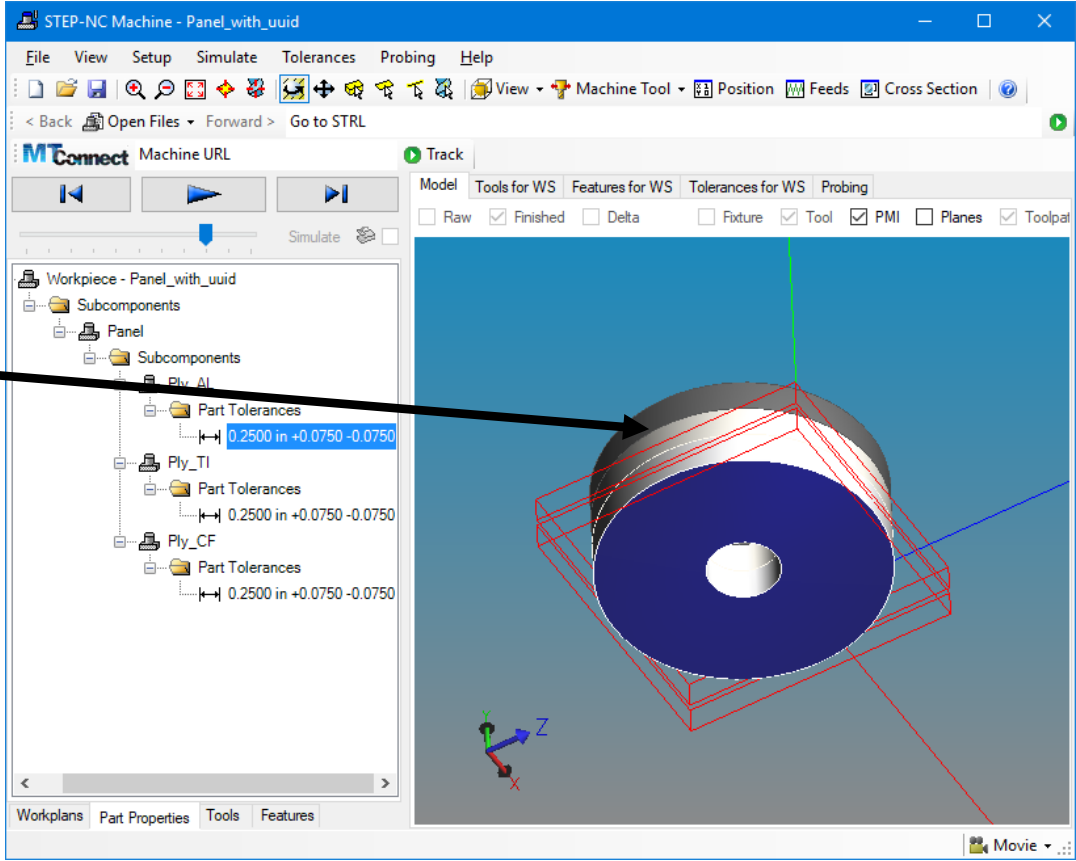 STEP-NC Machine - Panel_with_uuid
File View Setup Simulate Tolerances Probing Help
View Machine Tool Position Feeds Cross Section
< Back Open Files Forward > Go to STRL
MTConnect Machine URL Track
Model Tools for WS Features for WS Tolerances for WS Probing
Raw Finished Delta Fixture Tool PMI Planes Toolpat
Simulate
Workpiece - Panel_with_uuid
Subcomponents
Panel
Subcomponents
Ply_AL
Part Tolerances
0.2500 in +0.0750 -0.0750
Ply_TI
Part Tolerances
0.2500 in +0.0750 -0.0750
Ply_CF
Part Tolerances
0.2500 in +0.0750 -0.0750
Y
Z
X
Workplans Part Properties Tools Features
Movie